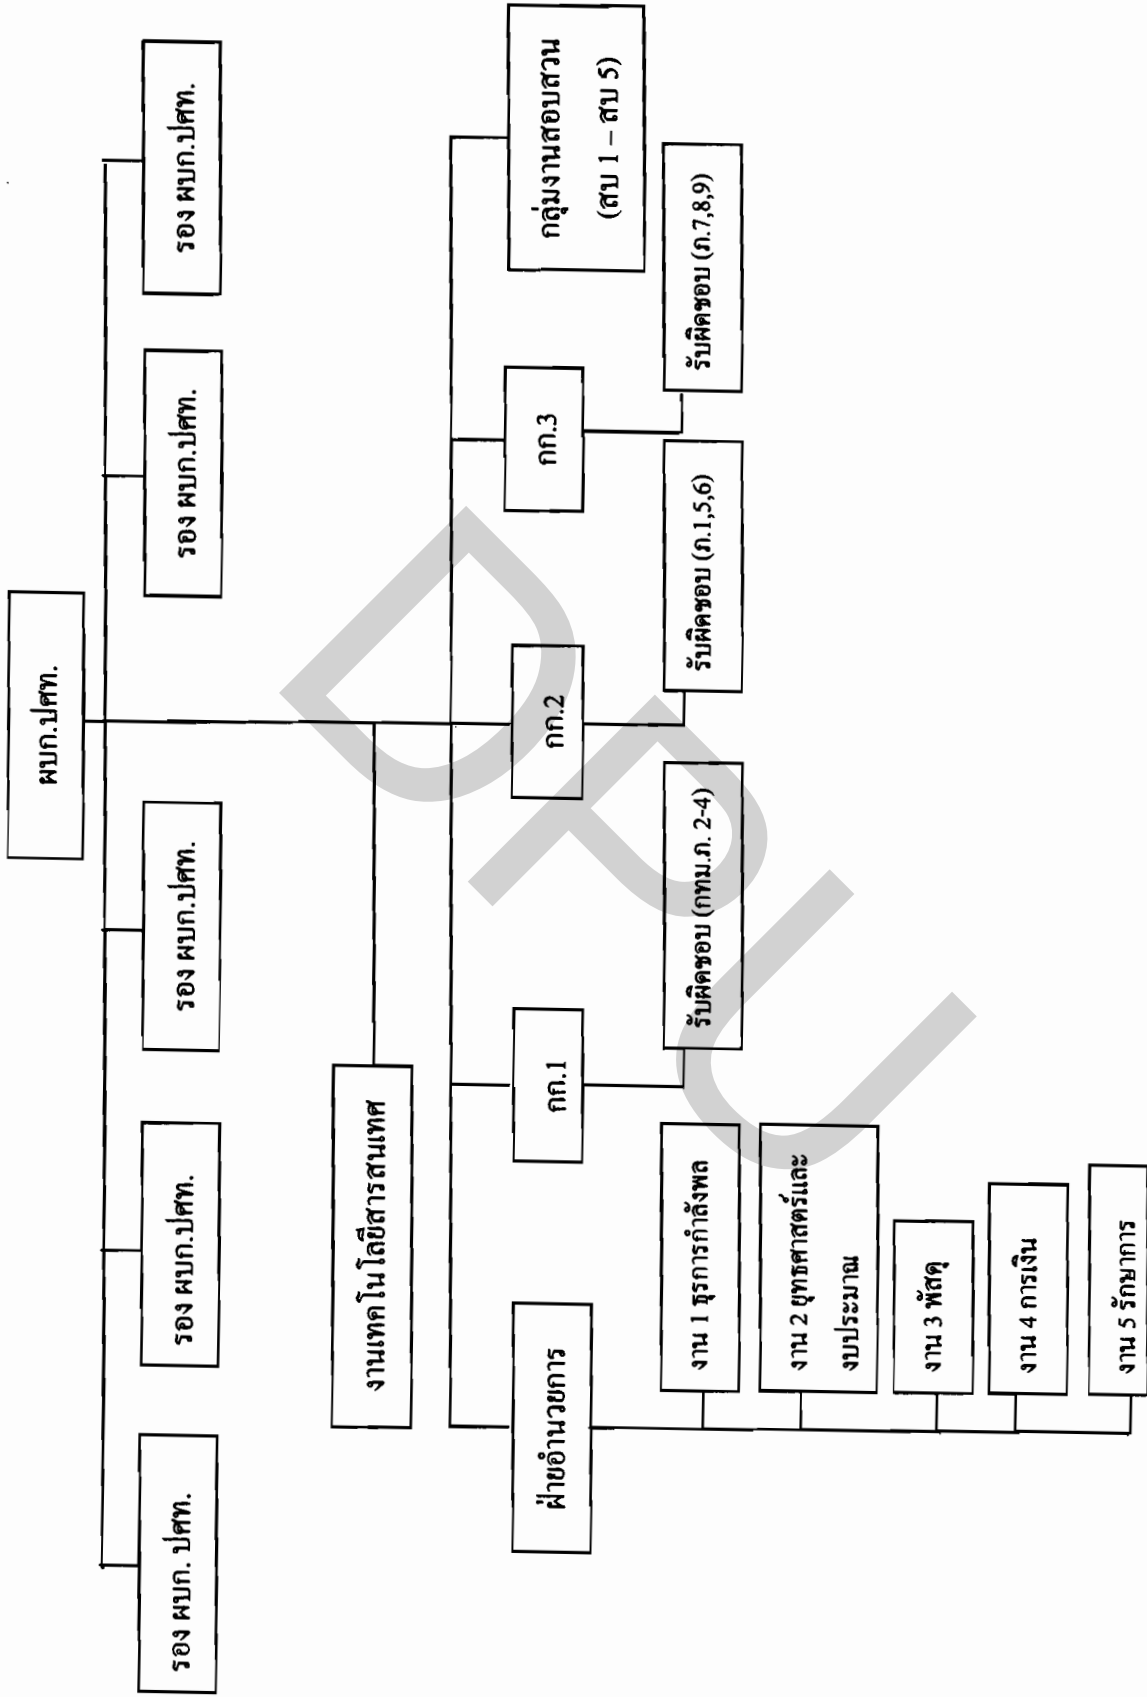 ผบก.ปศท.
รอง ผบก. ปศท.
รอง ผบก.ปศท.
รอง ผบก.ปศท.
รอง ผบก.ปศท.
รอง ผบก.ปศท.
งานเทคโนโลยีสารสนเทศ
ฝ่ายอำนวยการ
กก.1
กก.2
กก.3
กลุ่มงานสอบสวน
(สบ 1 – สบ 5)
รับผิดชอบ (กทม.ภ. 2-4)
รับผิดชอบ (ภ.1,5,6)
รับผิดชอบ (ภ.7,8,9)
งาน 1 ธุรการกำลังพล
งาน 2 ยุทธศาสตร์และ
งบประมาณ
งาน 3 พัสดุ
งาน 4 การเงิน
งาน 5 รักษาการ
DPU